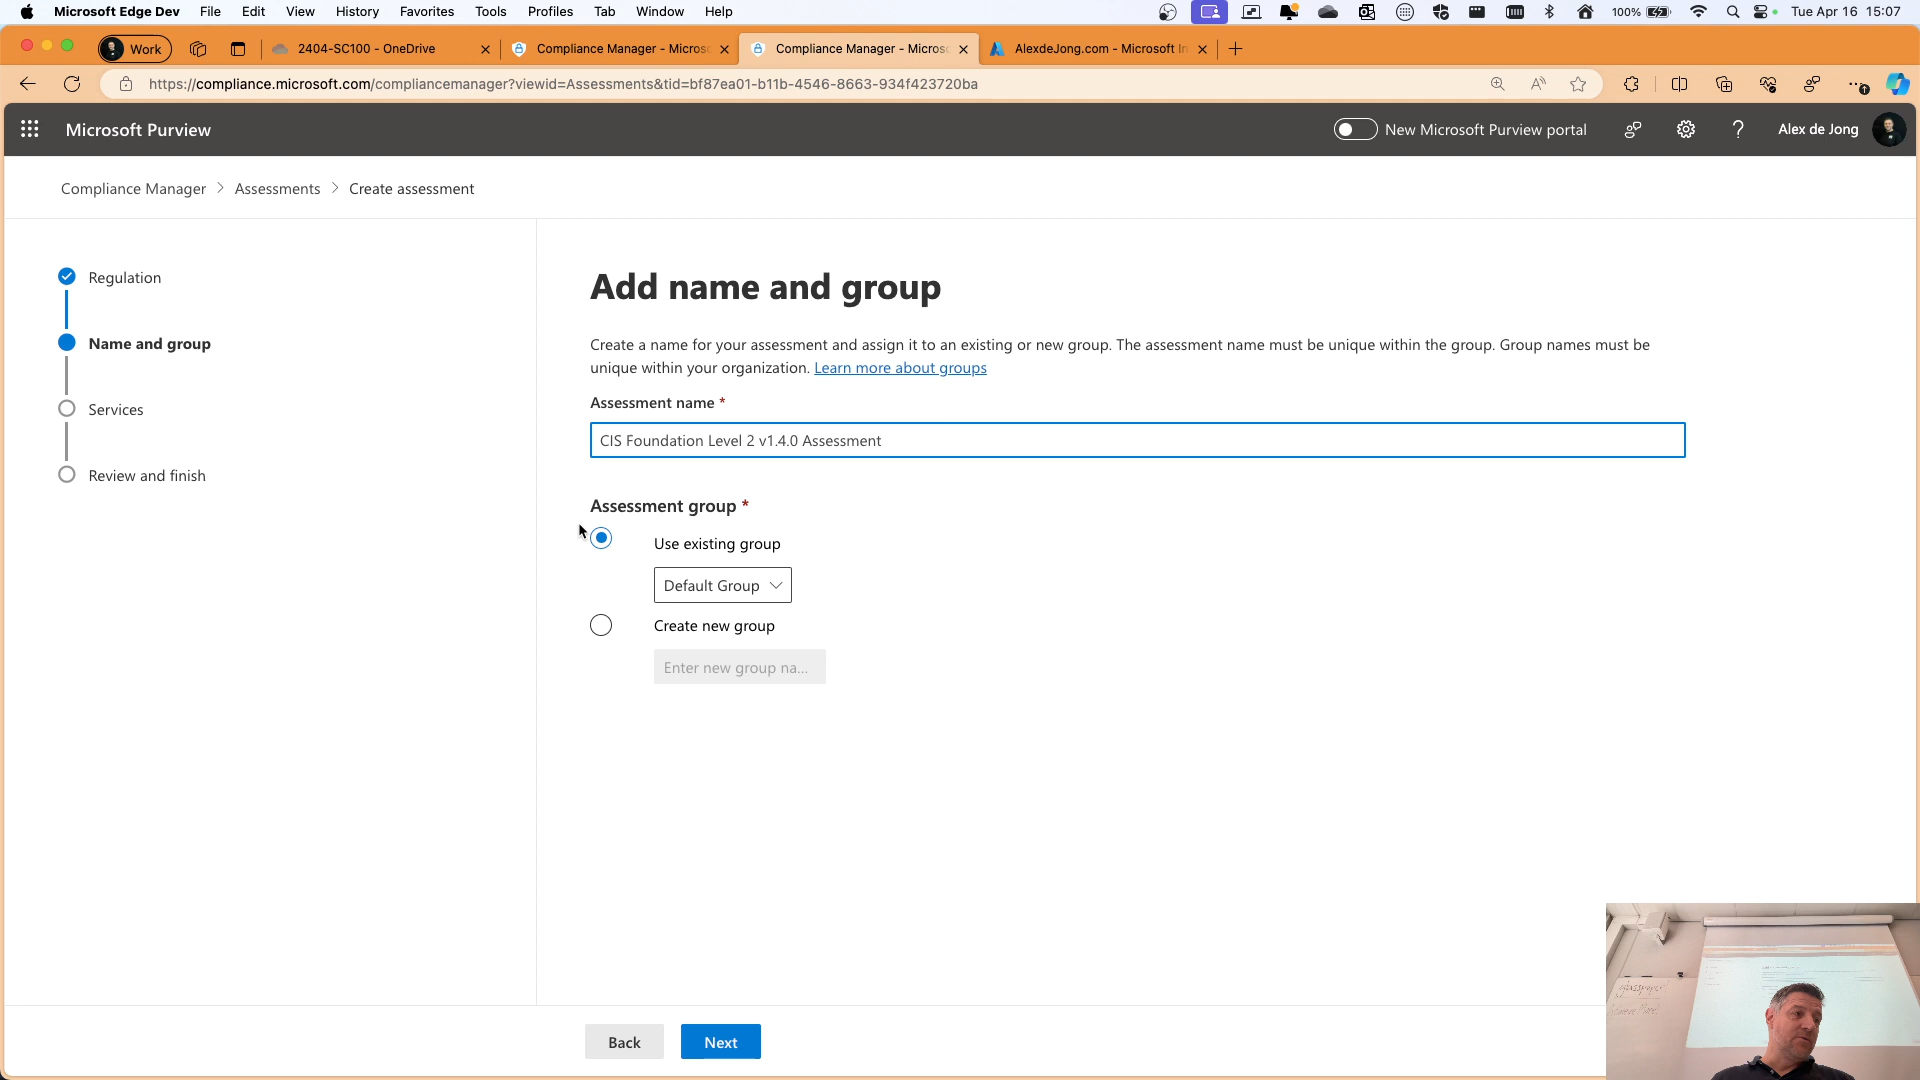 Microsoft Edge Dev File Edit View History Favorites Tools Profiles Tab Window Help 100% Tue Apr 16 15:07
Work 2404-SC100 - OneDrive Compliance Manager - Micros Compliance Manager - Micros AlexdeJong.com - Microsoft In
https://compliance.microsoft.com/compliancemanager?viewid=Assessments&tid=bf87ea01-b11b-4546-8663-934f423720ba
Microsoft Purview New Microsoft Purview portal Alex de Jong
Compliance Manager > Assessments > Create assessment
Regulation
Name and group
Services
Review and finish
Add name and group
Create a name for your assessment and assign it to an existing or new group. The assessment name must be unique within the group. Group names must be
unique within your organization. Learn more about groups
Assessment name *
CIS Foundation Level 2 v1.4.0 Assessment
Assessment group *
Use existing group
Default Group
Create new group
Enter new group na...
Back Next